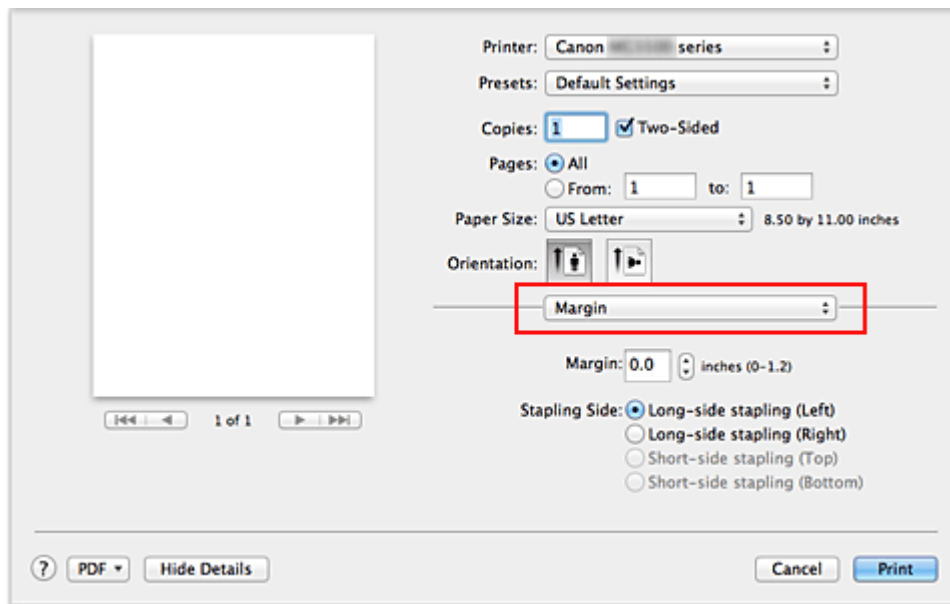 Printer: Canon series
Presets: Default Settings
Copies: 1 Two-Sided
Pages: All
From: 1 to: 1
Paper Size: US Letter 8.50 by 11.00 inches
Orientation:
Margin
Margin: 0.0 inches (0-1.2)
1 of 1
Stapling Side: Long-side stapling (Left)
Long-side stapling (Right)
Short-side stapling (Top)
Short-side stapling (Bottom)
? PDF Hide Details Cancel Print